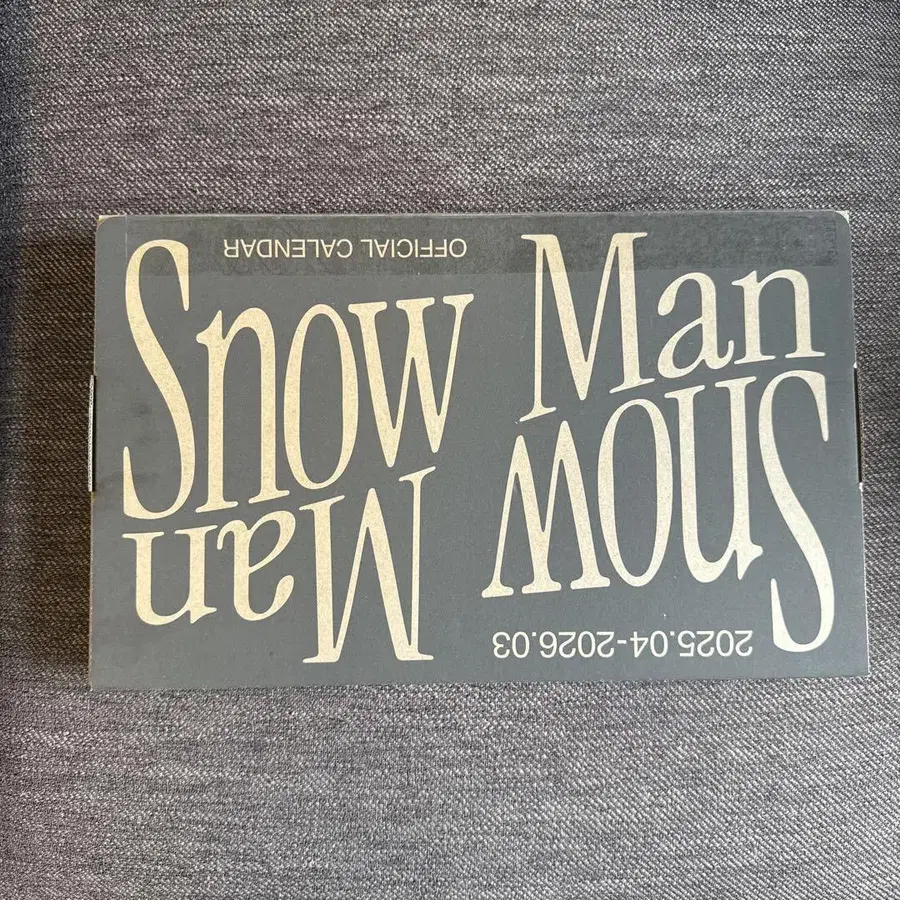 Snow
Man
OFFICIAL CALENDAR
Man
Snow
2025.04-2026.03